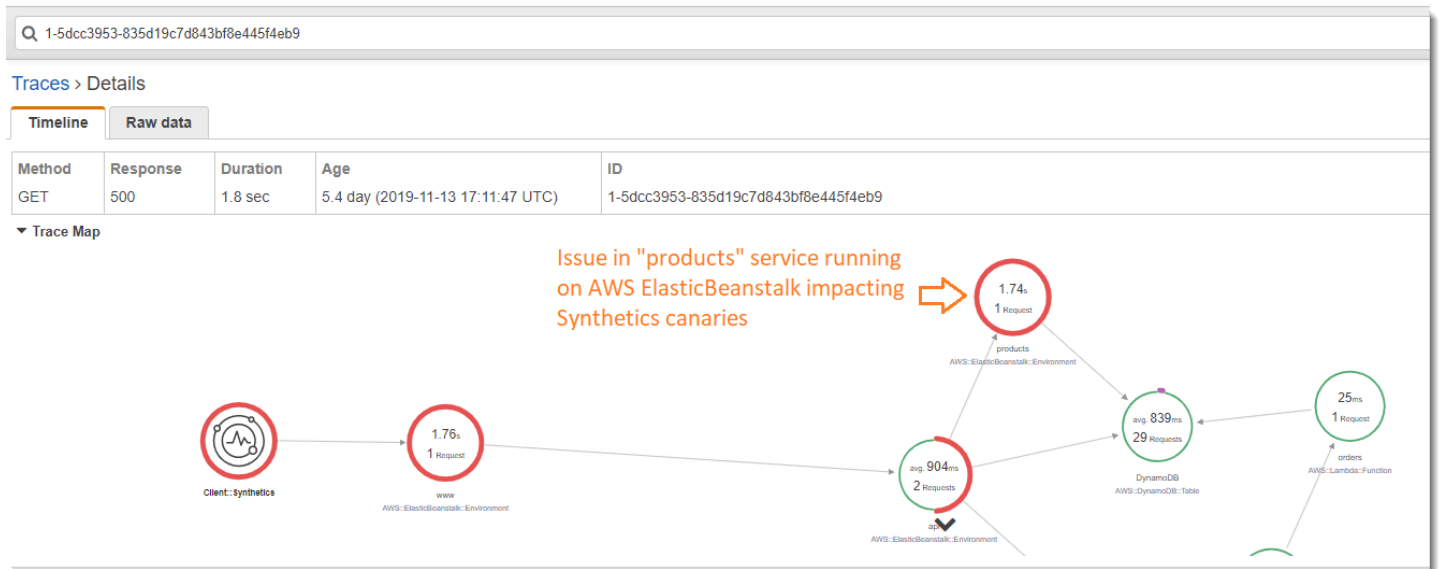 1-5dcc3953-835d19c7d843bf8e445f4eb9
Traces > Details
Timeline Raw data
Method Response Duration Age ID
GET 500 1.8 sec 5.4 day (2019-11-13 17:11:47 UTC) 1-5dcc3953-835d19c7d843bf8e445f4eb9
Trace Map
Issue in "products" service running
on AWS ElasticBeanstalk impacting
Synthetics canaries
1.74s
1 Request
products
AWS::ElasticBeanstalk::Environment
1.76s
1 Request
Client::Synthetics
www
AWS::ElasticBeanstalk::Environment
avg. 904ms
2 Requests
AWS::ElasticBeanstalk::Environment
avg. 839ms
29 Requests
DynamoDB
AWS::DynamoDB::Table
25ms
1 Request
orders
AWS::Lambda::Function